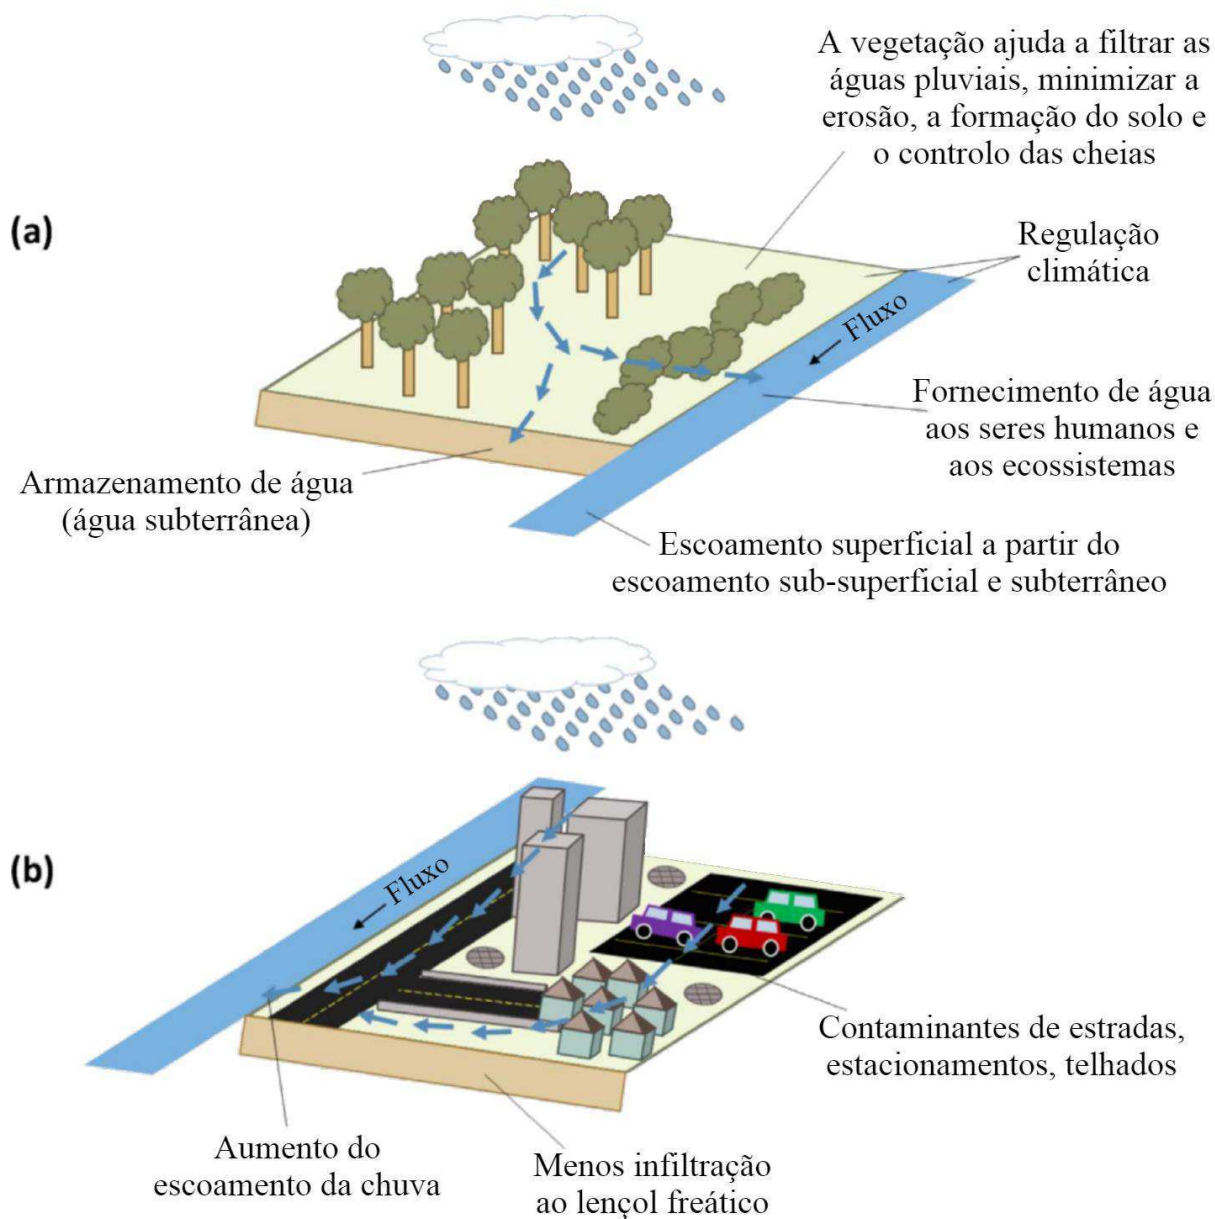 A vegetação ajuda a filtrar as
águas pluviais, minimizar a
erosão, a formação do solo e
o controlo das cheias
(a)
Regulação
climática
Fluxo
Fornecimento de água
aos seres humanos e
aos ecossistemas
Armazenamento de água
(água subterrânea)
Escoamento superficial a partir do
escoamento sub-superficial e subterrâneo
(b)
Fluxo
Contaminantes de estradas,
estacionamentos, telhados
Aumento do
escoamento da chuva
Menos infiltração
ao lençol freático